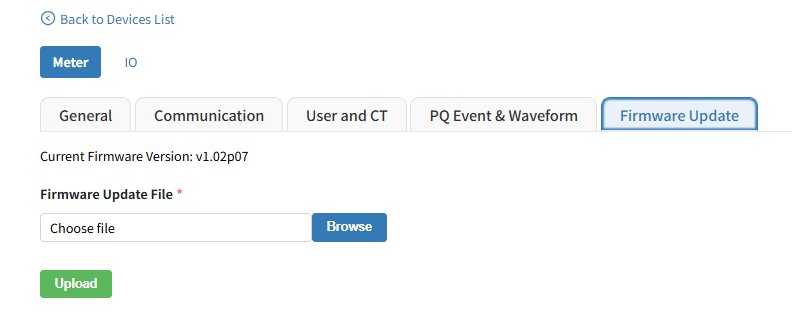 Back to Devices List
Meter IO
General Communication User and CT PQ Event & Waveform Firmware Update
Current Firmware Version: v1.02p07
Firmware Update File *
Choose file Browse
Upload